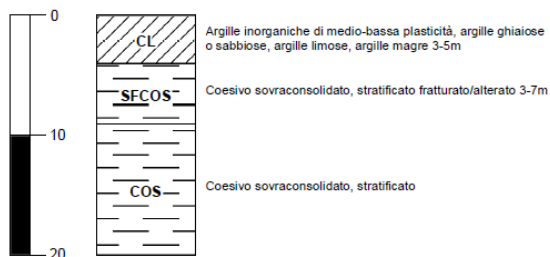 0
CL
Argille inorganiche di medio-bassa plasticità, argille ghiaiose
o sabbiose, argille limose, argille magre 3-5m
SFCOS
Coesivo sovraconsolidato, stratificato fratturato/alterato 3-7m
10
COS
Coesivo sovraconsolidato, stratificato
20